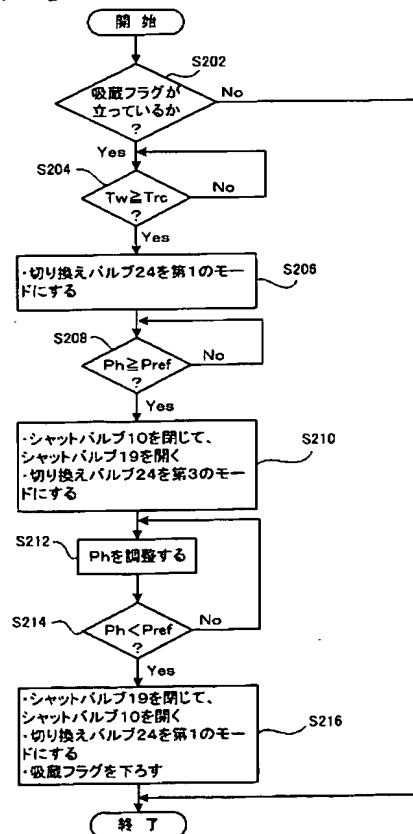 開始
S202
吸蔵フラグが
立っているか
?
No
Yes
S204
Tw≧Trc
?
No
Yes
・切り換えバルブ24を第1のモー
ドにする
S206
S208
Ph≧Pref
?
No
Yes
・シャットバルブ10を閉じて、
シャットバルブ19を開く
・切り換えバルブ24を第3のモー
ドにする
S210
S212
Phを調整する
S214
Ph<Pref
?
No
Yes
・シャットバルブ19を閉じて、
シャットバルブ10を開く
・切り換えバルブ24を第1のモー
ドにする
・吸蔵フラグを下ろす
S216
終了